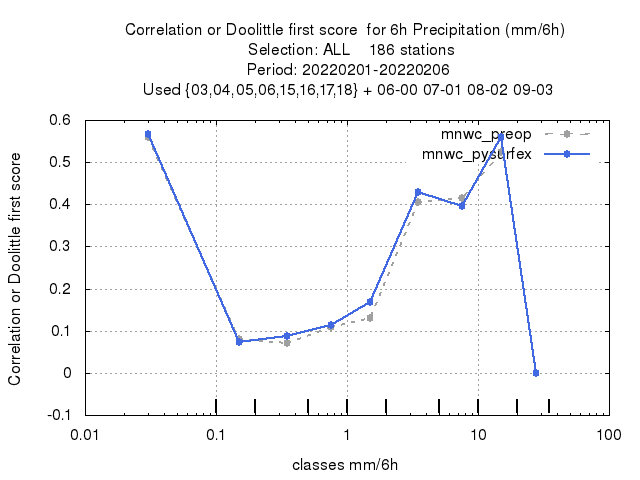 Correlation or Doolittle first score  for 6h Precipitation (mm/6h)
Selection: ALL    186 stations
Period: 20220201-20220206
Used {03,04,05,06,15,16,17,18} + 06-00 07-01 08-02 09-03
mnwc_preop
mnwc_pysurfex
Correlation or Doolittle first score
0.6
0.5
0.4
0.3
0.2
0.1
0
-0.1
0.01
0.1
1
10
100
classes mm/6h